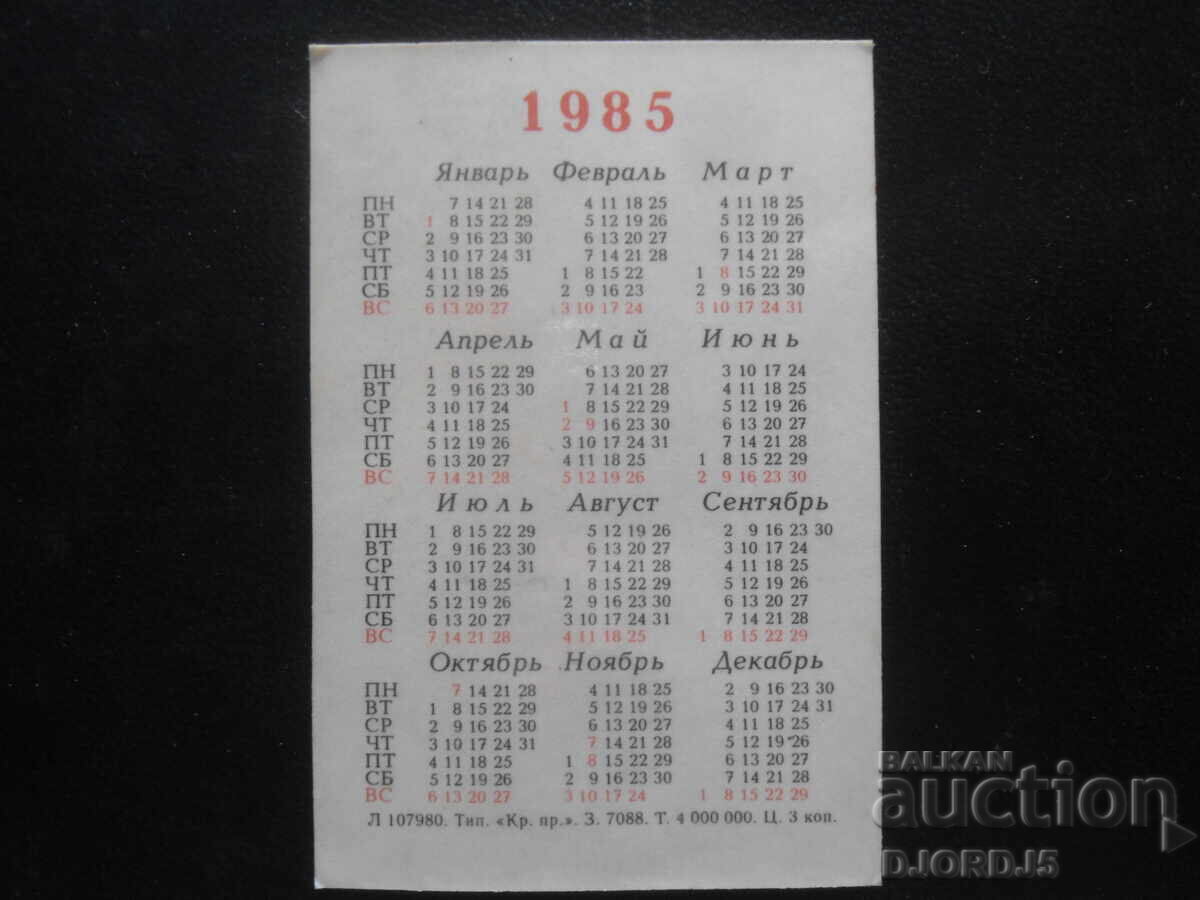 1985
Январь Февраль Март
ПН 7 14 21 28 4 11 18 25 4 11 18 25
ВТ 1 8 15 22 29 5 12 19 26 5 12 19 26
СР 2 9 16 23 30 6 13 20 27 6 13 20 27
ЧТ 3 10 17 24 31 7 14 21 28 7 14 21 28
ПТ 4 11 18 25 1 8 15 22 1 8 15 22 29
СБ 5 12 19 26 2 9 16 23 2 9 16 23 30
ВС 6 13 20 27 3 10 17 24 3 10 17 24 31
Апрель Май Июнь
ПН 1 8 15 22 29 6 13 20 27 3 10 17 24
ВТ 2 9 16 23 30 7 14 21 28 4 11 18 25
СР 3 10 17 24 1 8 15 22 29 5 12 19 26
ЧТ 4 11 18 25 2 9 16 23 30 6 13 20 27
ПТ 5 12 19 26 3 10 17 24 31 7 14 21 28
СБ 6 13 20 27 4 11 18 25 1 8 15 22 29
ВС 7 14 21 28 5 12 19 26 2 9 16 23 30
Июль Август Сентябрь
ПН 1 8 15 22 29 5 12 19 26 2 9 16 23 30
ВТ 2 9 16 23 30 6 13 20 27 3 10 17 24
СР 3 10 17 24 31 7 14 21 28 4 11 18 25
ЧТ 4 11 18 25 1 8 15 22 29 5 12 19 26
ПТ 5 12 19 26 2 9 16 23 30 6 13 20 27
СБ 6 13 20 27 3 10 17 24 31 7 14 21 28
ВС 7 14 21 28 4 11 18 25 1 8 15 22 29
Октябрь Ноябрь Декабрь
ПН 7 14 21 28 4 11 18 25 2 9 16 23 30
ВТ 1 8 15 22 29 5 12 19 26 3 10 17 24 31
СР 2 9 16 23 30 6 13 20 27 4 11 18 25
ЧТ 3 10 17 24 31 7 14 21 28 5 12 19 26
ПТ 4 11 18 25 1 8 15 22 29 6 13 20 27
СБ 5 12 19 26 2 9 16 23 30 7 14 21 28
ВС 6 13 20 27 3 10 17 24 1 8 15 22 29
Л 107980. Тип. «Кр. пр.». З. 7088. Т. 4 000 000. Ц. 3 коп.
BALKAN
auction
DJORDJ5